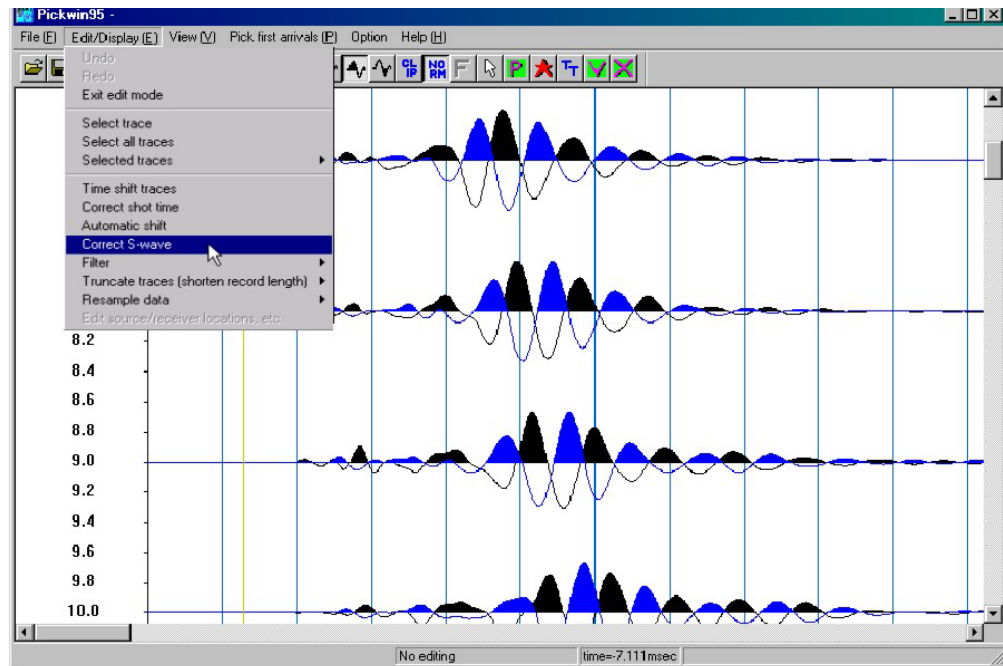 Pickwin95 -
File (F) Edit/Display (E) View (V) Pick first arrivals (P) Option Help (H)
CL IP NO RM F P TT
Undo
Redo
Exit edit mode
Select trace
Select all traces
Selected traces
Time shift traces
Correct shot time
Automatic shift
Correct S-wave
Filter
Truncate traces (shorten record length)
Resample data
Edit source/receiver locations, etc.
8.2
8.4
8.6
8.8
9.0
9.2
9.4
9.6
9.8
10.0
No editing time=-7.111msec